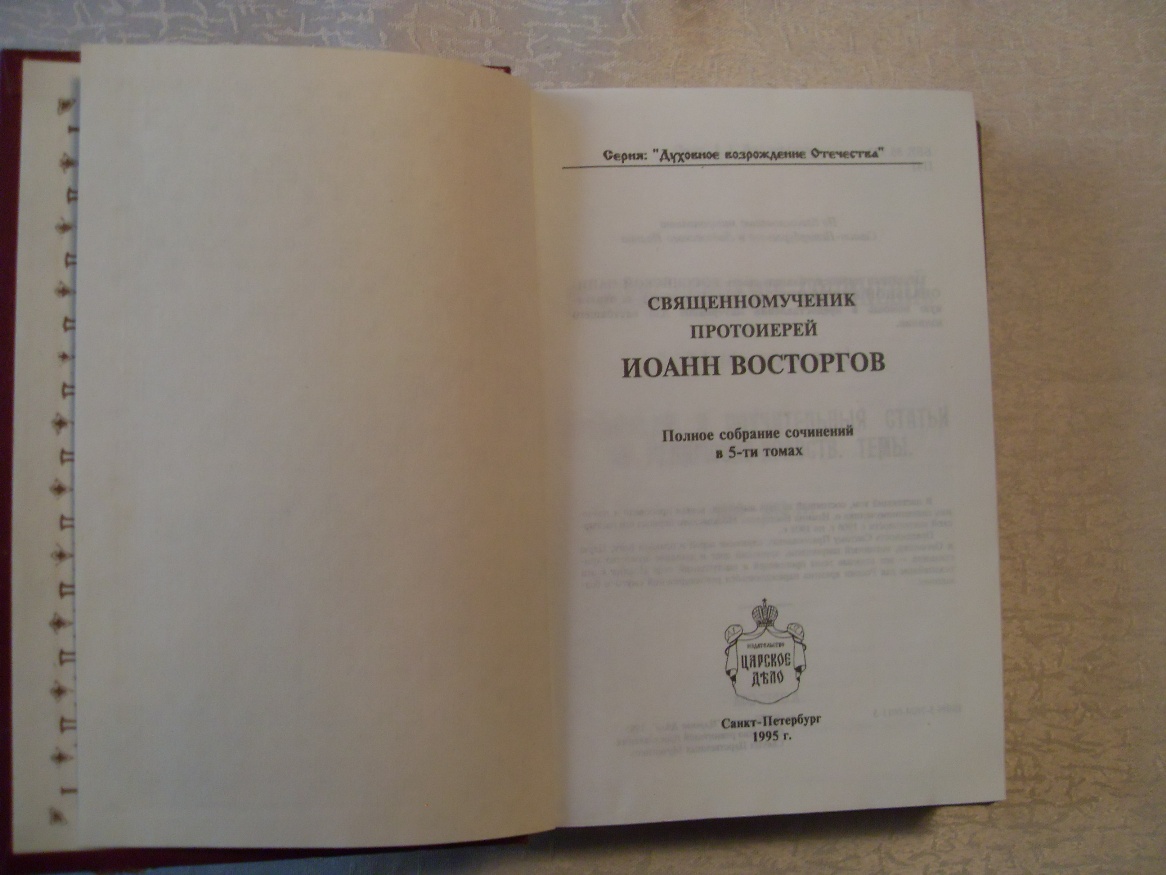 Серия: "Духовное возрождение Отечества"
СВЯЩЕННОМУЧЕНИК
ПРОТОИЕРЕЙ
ИОАНН ВОСТОРГОВ
Полное собрание сочинений
в 5-ти томах
ИЗДАТЕЛЬСТВО
ЦАРСКОЕ
ДѢЛО
Санкт-Петербург
1995 г.